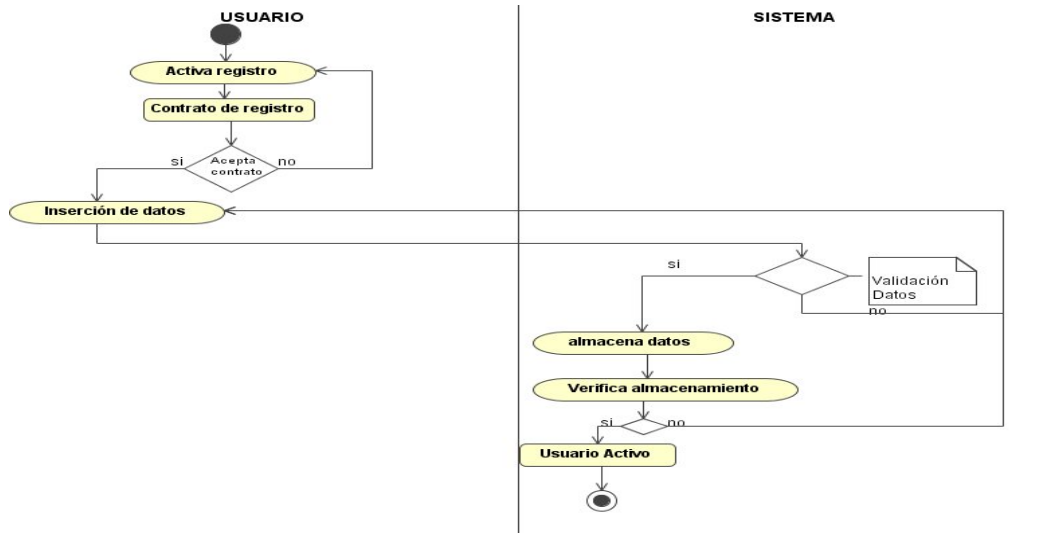 USUARIO
SISTEMA
Activa registro
Contrato de registro
si
Acepta
contrato
no
Inserción de datos
si
Validación
Datos
no
almacena datos
Verifica almacenamiento
si
no
Usuario Activo